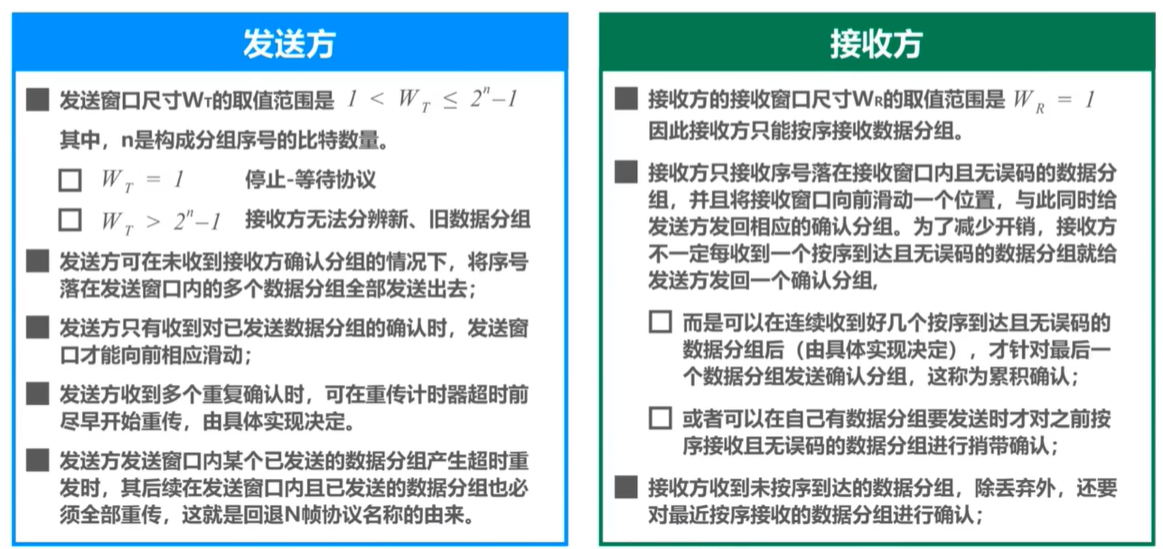 发送方
发送窗口尺寸WT的取值范围是 1 < WT ≤ 2^n–1
其中，n是构成分组序号的比特数量。
WT = 1 停止-等待协议
WT > 2^n–1 接收方无法分辨新、旧数据分组
发送方可在未收到接收方确认分组的情况下，将序号
落在发送窗口内的多个数据分组全部发送出去；
发送方只有收到对已发送数据分组的确认时，发送窗
口才能向前相应滑动；
发送方收到多个重复确认时，可在重传计时器超时前
尽早开始重传，由具体实现决定。
发送方发送窗口内某个已发送的数据分组产生超时重
发时，其后续在发送窗口内且已发送的数据分组也必
须全部重传，这就是回退N帧协议名称的由来。
接收方
接收方的接收窗口尺寸WR的取值范围是 WR = 1
因此接收方只能按序接收数据分组。
接收方只接收序号落在接收窗口内且无误码的数据分
组，并且将接收窗口向前滑动一个位置，与此同时给
发送方发回相应的确认分组。为了减少开销，接收方
不一定每收到一个按序到达且无误码的数据分组就给
发送方发回一个确认分组,
而是可以在连续收到好几个按序到达且无误码的
数据分组后（由具体实现决定），才针对最后一
个数据分组发送确认分组，这称为累积确认；
或者可以在自己有数据分组要发送时才对之前按
序接收且无误码的数据分组进行捎带确认；
接收方收到未按序到达的数据分组，除丢弃外，还要
对最近按序接收的数据分组进行确认；